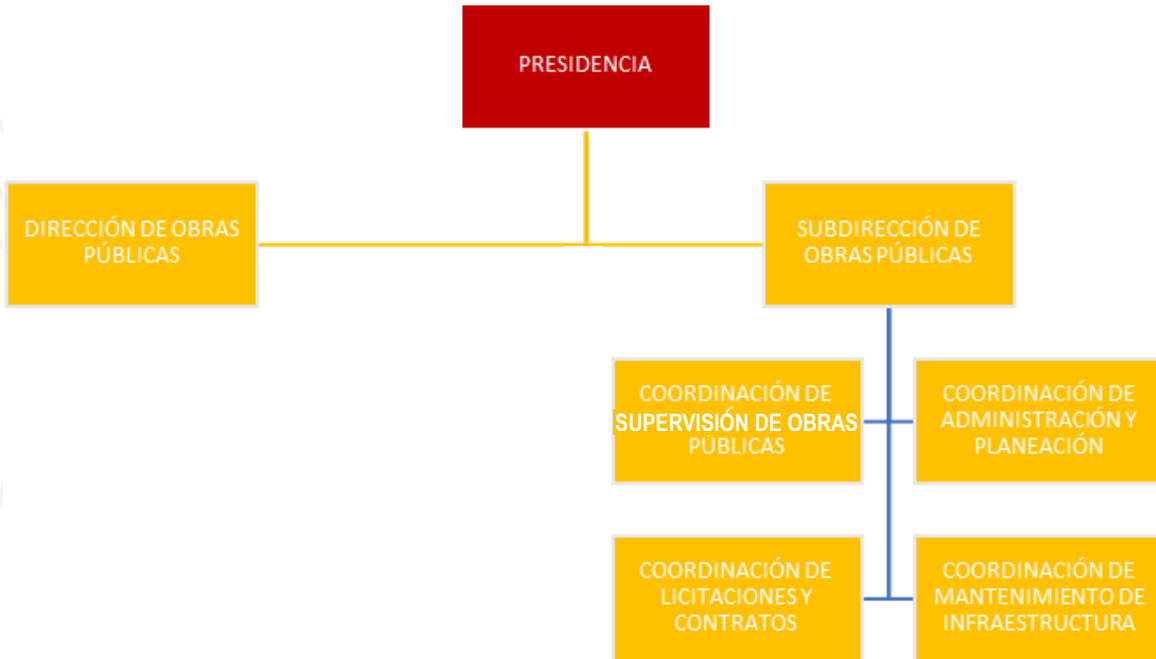 PRESIDENCIA
DIRECCIÓN DE OBRAS
PÚBLICAS
SUBDIRECCIÓN DE
OBRAS PÚBLICAS
COORDINACIÓN DE
SUPERVISIÓN DE OBRAS
PÚBLICAS
COORDINACIÓN DE
ADMINISTRACIÓN Y
PLANEACIÓN
COORDINACIÓN DE
LICITACIONES Y
CONTRATOS
COORDINACIÓN DE
MANTENIMIENTO DE
INFRAESTRUCTURA